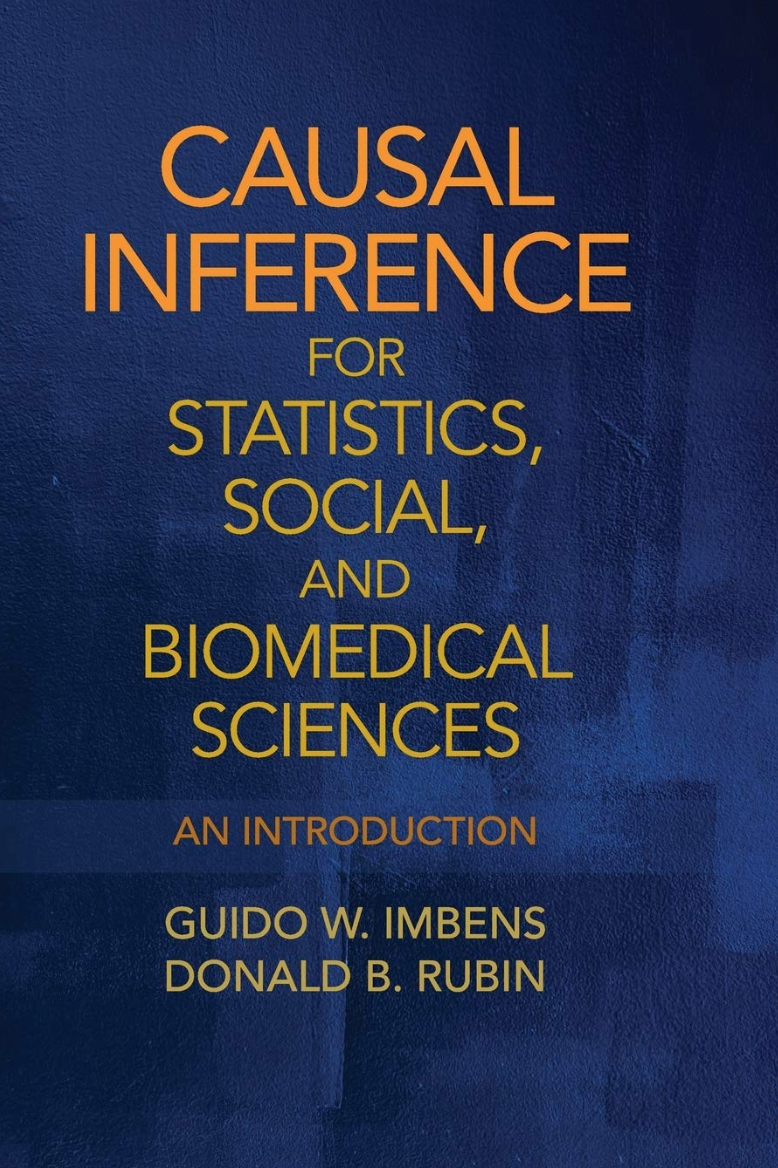 CAUSAL
INFERENCE
FOR
STATISTICS,
SOCIAL,
AND
BIOMEDICAL
SCIENCES
AN INTRODUCTION
GUIDO W. IMBENS
DONALD B. RUBIN